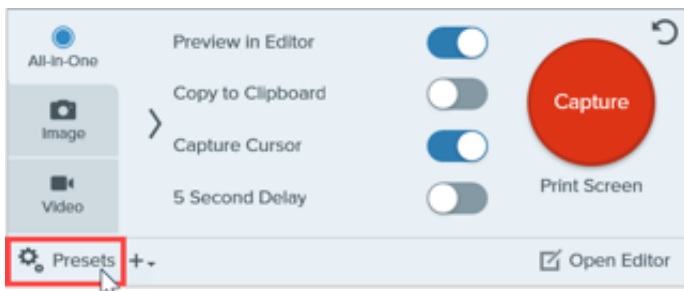 All-in-One
Image
Video
Preview in Editor
Copy to Clipboard
Capture Cursor
5 Second Delay
Capture
Print Screen
Presets
Open Editor